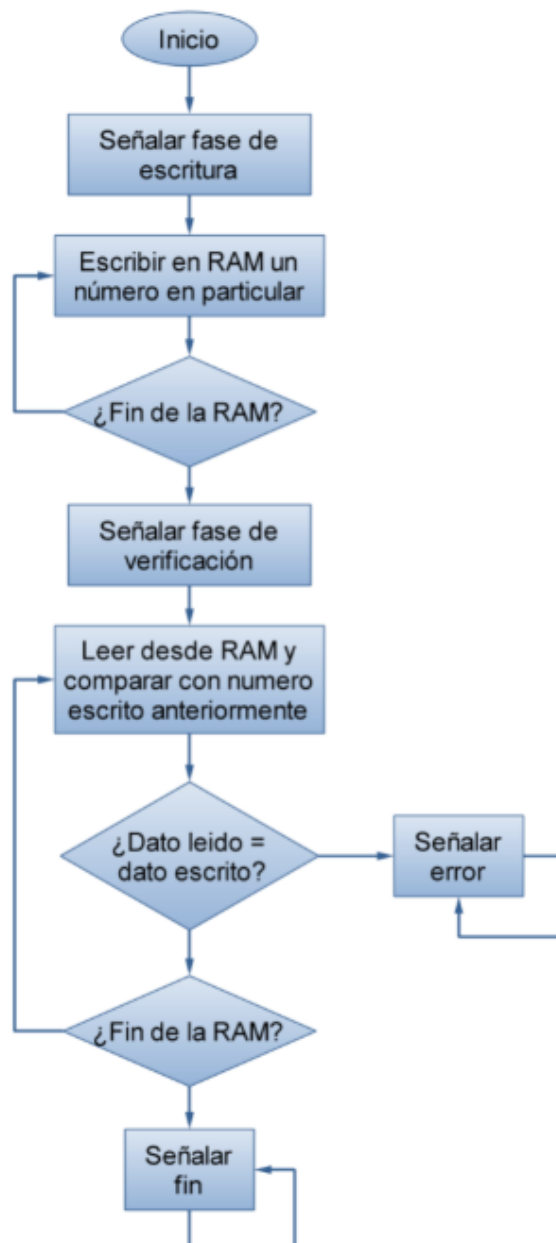 Inicio
Señalar fase de
escritura
Escribir en RAM un
número en particular
¿Fin de la RAM?
Señalar fase de
verificación
Leer desde RAM y
comparar con numero
escrito anteriormente
¿Dato leido =
dato escrito?
Señalar
error
¿Fin de la RAM?
Señalar
fin